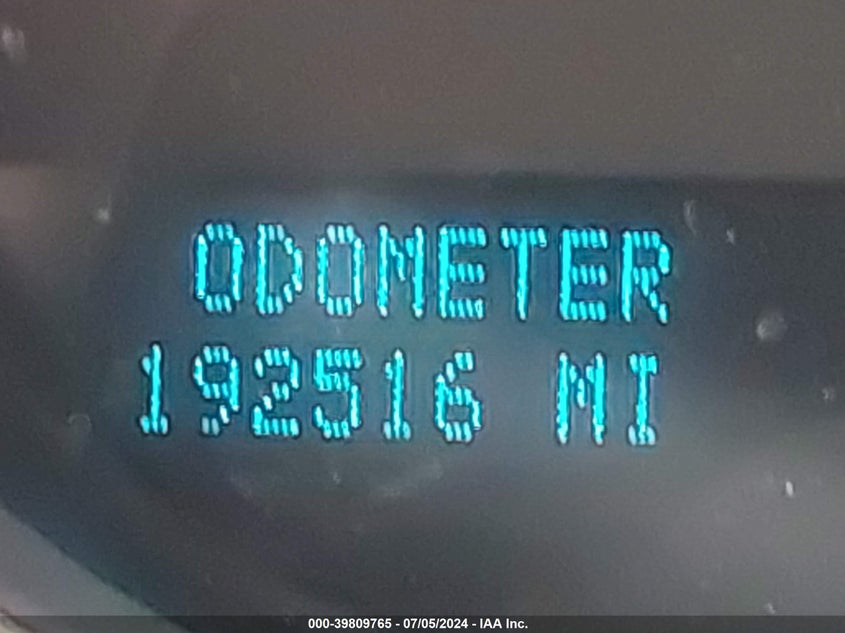 ODOMETER
192516 MI
000-39809765 - 07/05/2024 - IAA Inc.